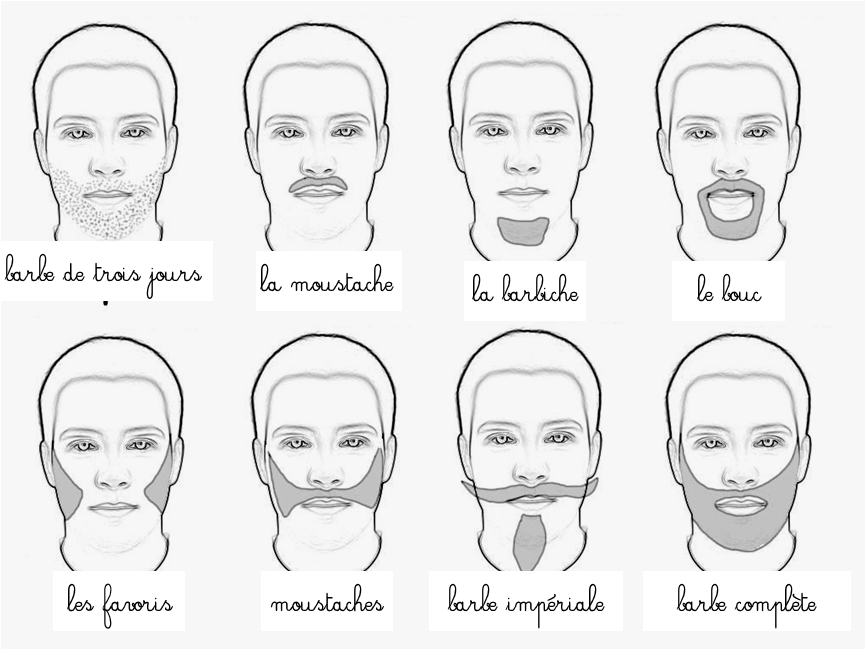 barbe de trois jours
la moustache
la barbiche
le bouc
les favoris
moustaches
barbe impériale
barbe complète